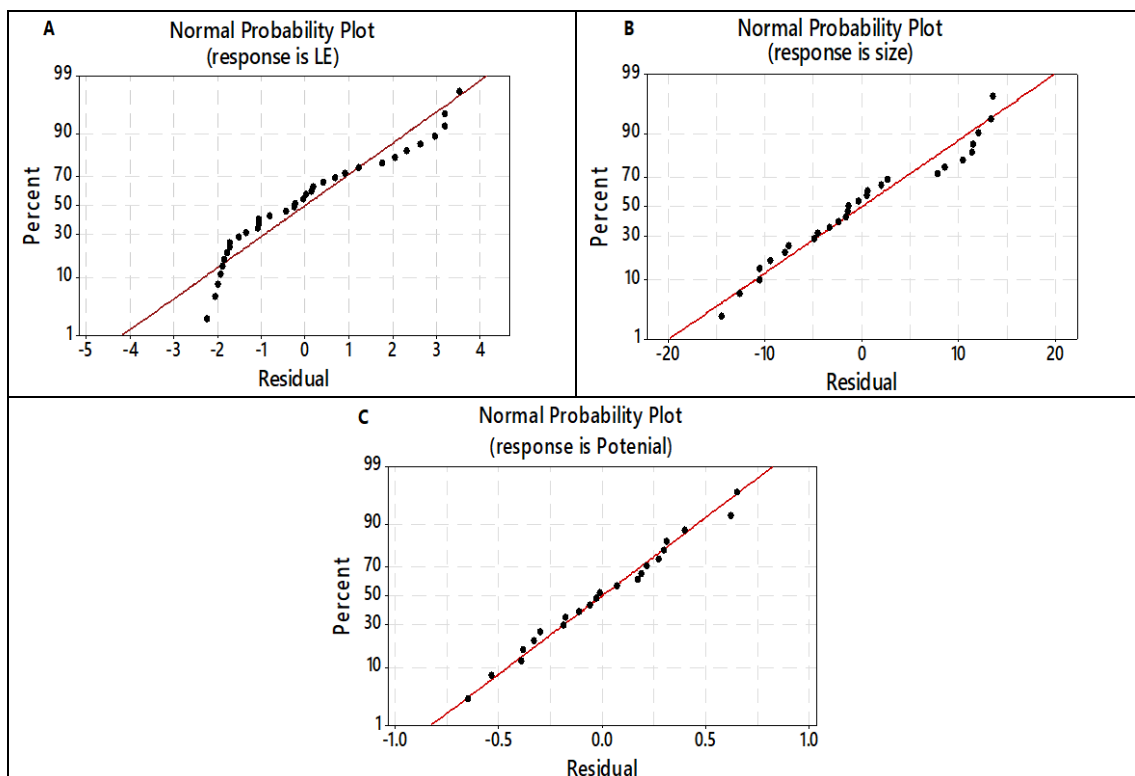 A
Normal Probability Plot
(response is LE)
99
90
70
50
30
10
1
Percent
-5 -4 -3 -2 -1 0 1 2 3 4
Residual
B
Normal Probability Plot
(response is size)
99
90
70
50
30
10
1
Percent
-20 -10 0 10 20
Residual
C
Normal Probability Plot
(response is Potenial)
99
90
70
50
30
10
1
Percent
-1.0 -0.5 0.0 0.5 1.0
Residual